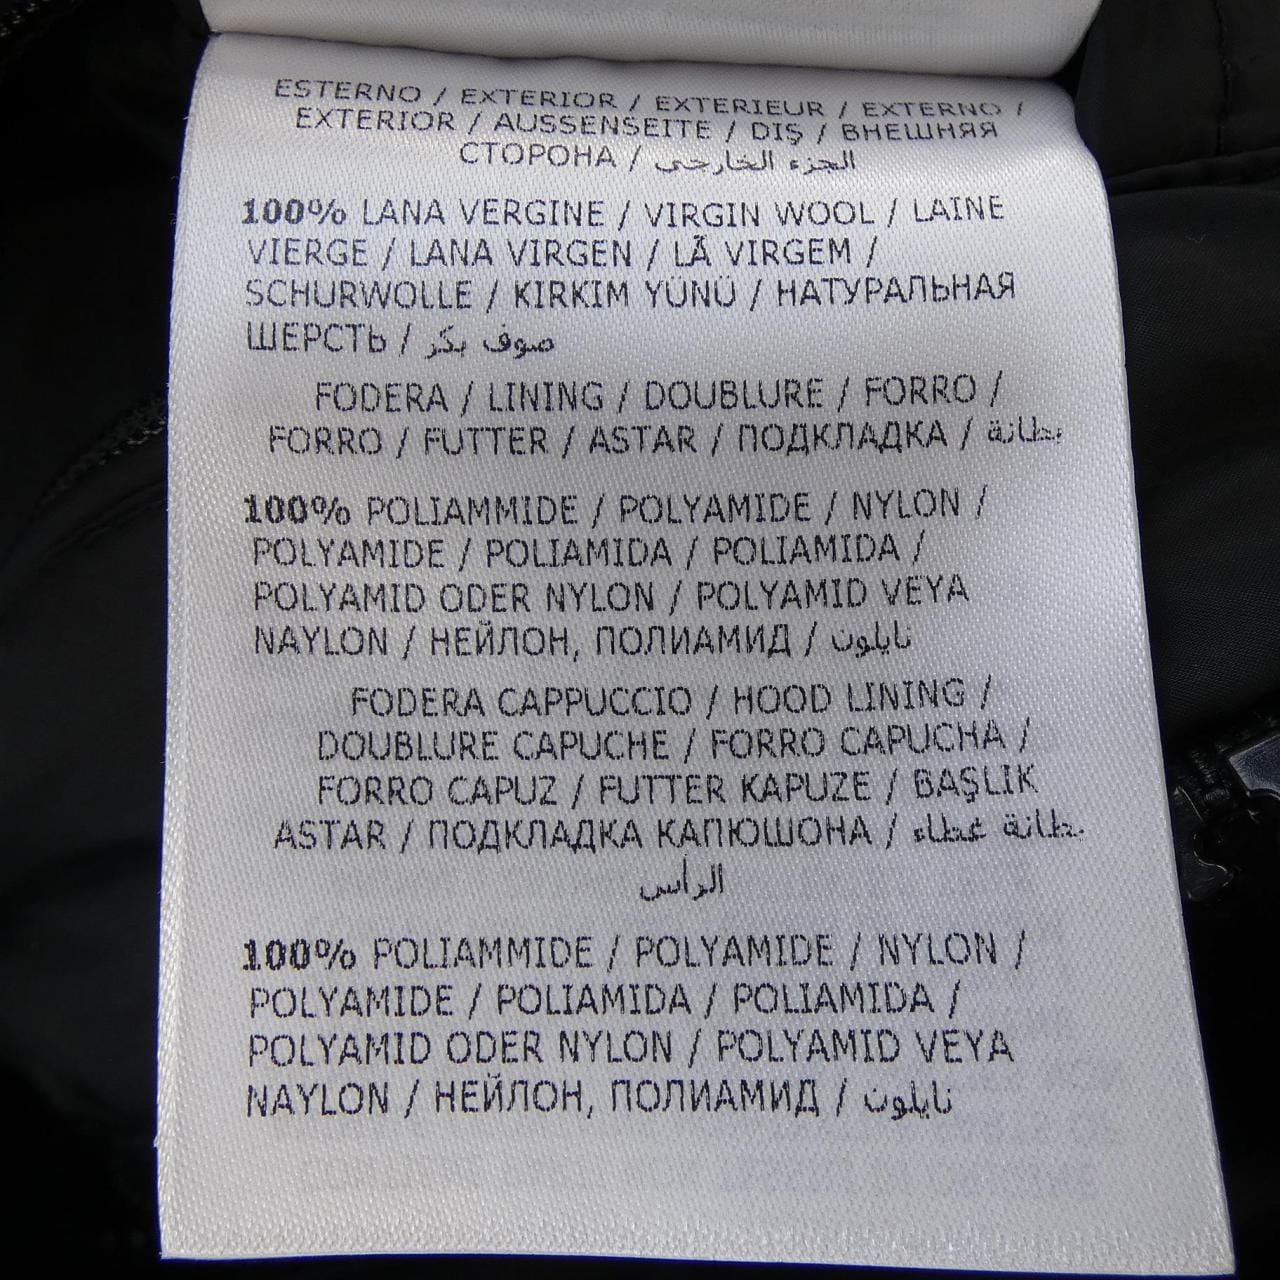 ESTERNO / EXTERIOR / EXTERIEUR / EXTERNO /
EXTERIOR / AUSSENSEITE / DIŞ / ВНЕШНЯЯ
СТОРОНА / الجزء الخارجي
100% LANA VERGINE / VIRGIN WOOL / LAINE
VIERGE / LANA VIRGEN / LÃ VIRGEM /
SCHURWOLLE / KIRKIM YÜNÜ / НАТУРАЛЬНАЯ
ШЕРСТЬ / صوف بكر
FODERA / LINING / DOUBLURE / FORRO /
FORRO / FUTTER / ASTAR / ПОДКЛАДКА / بطانة
100% POLIAMMIDE / POLYAMIDE / NYLON /
POLYAMIDE / POLIAMIDA / POLIAMIDA /
POLYAMID ODER NYLON / POLYAMID VEYA
NAYLON / НЕЙЛОН, ПОЛИАМИД / نايلون
FODERA CAPPUCCIO / HOOD LINING /
DOUBLURE CAPUCHE / FORRO CAPUCHA /
FORRO CAPUZ / FUTTER KAPUZE / BAŞLIK
ASTAR / ПОДКЛАДКА КАПЮШОНА / بطانة غطاء
الرأس
100% POLIAMMIDE / POLYAMIDE / NYLON /
POLYAMIDE / POLIAMIDA / POLIAMIDA /
POLYAMID ODER NYLON / POLYAMID VEYA
NAYLON / НЕЙЛОН, ПОЛИАМИД / نايلون